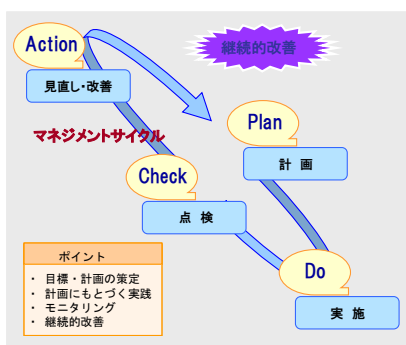 Action
継続的改善
見直し・改善
Plan
マネジメントサイクル
計 画
Check
点 検
ポイント
・ 目標・計画の策定
・ 計画にもとづく実践
・ モニタリング
・ 継続的改善
Do
実 施